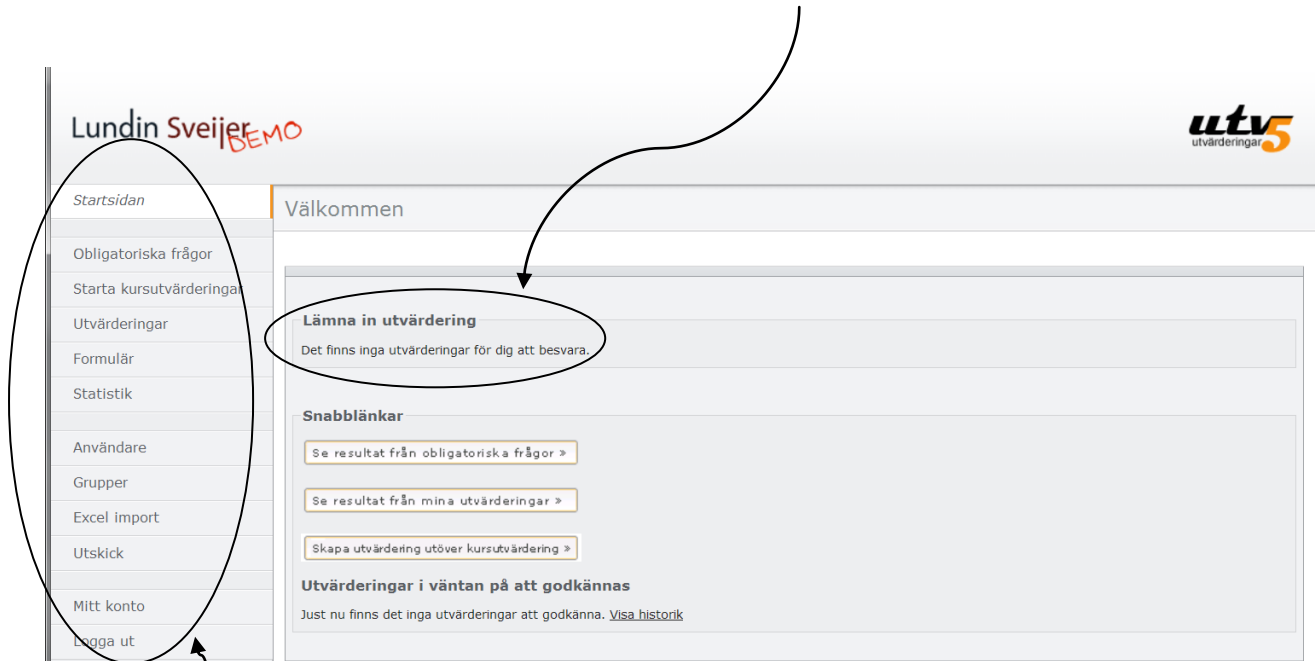 Lundin Sveijer DEMO
utv5
utvärderingar
Startsidan
Obligatoriska frågor
Starta kursutvärderingar
Utvärderingar
Formulär
Statistik
Användare
Grupper
Excel import
Utskick
Mitt konto
Logga ut
Välkommen
Lämna in utvärdering
Det finns inga utvärderingar för dig att besvara.
Snabblänkar
Se resultat från obligatoriska frågor »
Se resultat från mina utvärderingar »
Skapa utvärdering utöver kursutvärdering »
Utvärderingar i väntan på att godkännas
Just nu finns det inga utvärderingar att godkänna. Visa historik